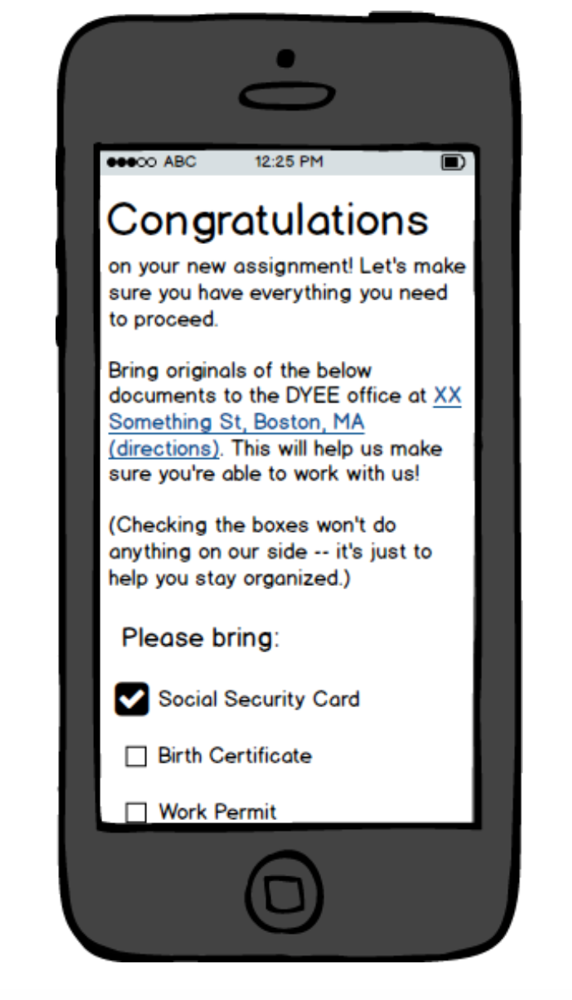 ABC 12:25 PM
Congratulations
on your new assignment! Let's make
sure you have everything you need
to proceed.
Bring originals of the below
documents to the DYEE office at XX
Something St, Boston, MA
(directions). This will help us make
sure you're able to work with us!
(Checking the boxes won't do
anything on our side -- it's just to
help you stay organized.)
Please bring:
Social Security Card
Birth Certificate
Work Permit